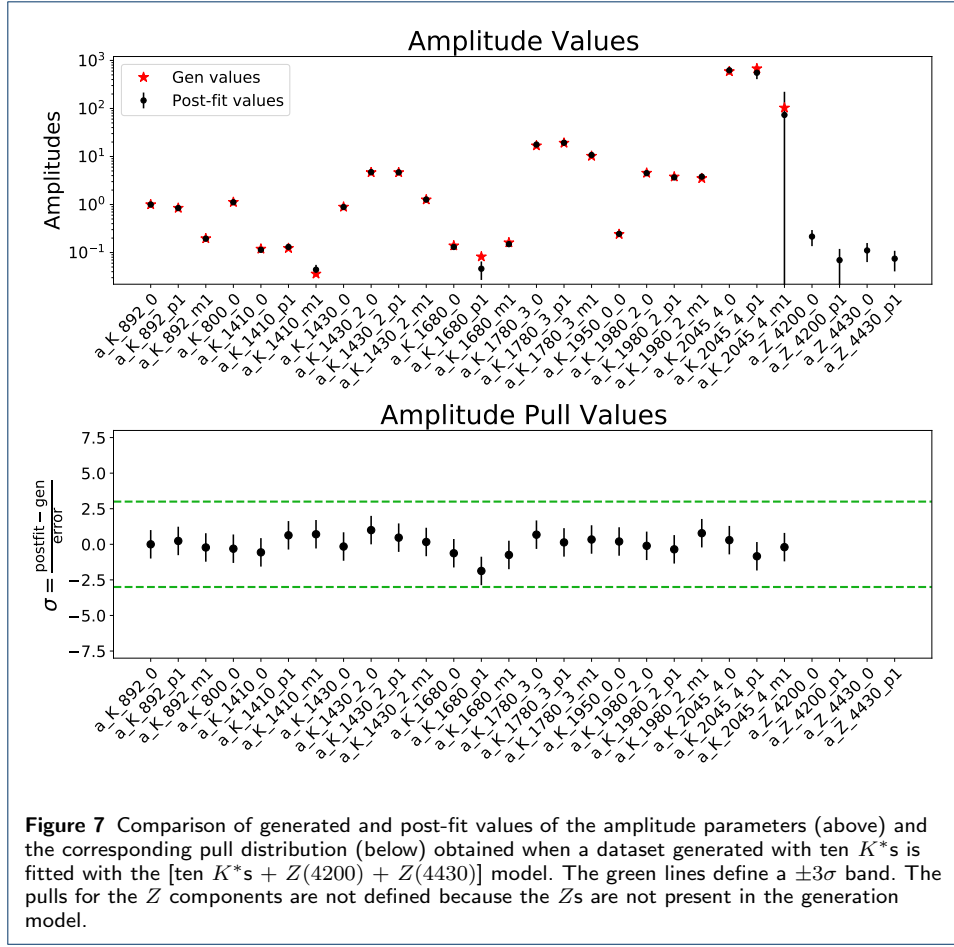 Amplitude Values
Amplitudes
10³
10²
10¹
10⁰
10⁻¹
Gen values
Post-fit values
a_K_892_0
a_K_892_p1
a_K_892_m1
a_K_800_0
a_K_1410_0
a_K_1410_p1
a_K_1410_m1
a_K_1430_0
a_K_1430_2_0
a_K_1430_2_p1
a_K_1430_2_m1
a_K_1680_0
a_K_1680_p1
a_K_1680_m1
a_K_1780_3_0
a_K_1780_3_p1
a_K_1780_3_m1
a_K_1950_0_0
a_K_1980_2_0
a_K_1980_2_p1
a_K_1980_2_m1
a_K_2045_4_0
a_K_2045_4_p1
a_K_2045_4_m1
a_Z_4200_0
a_Z_4200_p1
a_Z_4430_0
a_Z_4430_p1
Amplitude Pull Values
σ = postfit − gen / error
7.5
5.0
2.5
0.0
−2.5
−5.0
−7.5
a_K_892_0
a_K_892_p1
a_K_892_m1
a_K_800_0
a_K_1410_0
a_K_1410_p1
a_K_1410_m1
a_K_1430_0
a_K_1430_2_0
a_K_1430_2_p1
a_K_1430_2_m1
a_K_1680_0
a_K_1680_p1
a_K_1680_m1
a_K_1780_3_0
a_K_1780_3_p1
a_K_1780_3_m1
a_K_1950_0_0
a_K_1980_2_0
a_K_1980_2_p1
a_K_1980_2_m1
a_K_2045_4_0
a_K_2045_4_p1
a_K_2045_4_m1
a_Z_4200_0
a_Z_4200_p1
a_Z_4430_0
a_Z_4430_p1
Figure 7 Comparison of generated and post-fit values of the amplitude parameters (above) and
the corresponding pull distribution (below) obtained when a dataset generated with ten K*s is
fitted with the [ten K*s + Z(4200) + Z(4430)] model. The green lines define a ±3σ band. The
pulls for the Z components are not defined because the Zs are not present in the generation
model.